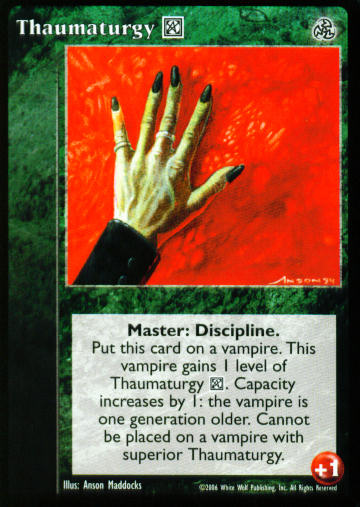 Thaumaturgy
ANSON 94
Master: Discipline.
Put this card on a vampire. This
vampire gains 1 level of
Thaumaturgy . Capacity
increases by 1: the vampire is
one generation older. Cannot
be placed on a vampire with
superior Thaumaturgy.
+1
Illus: Anson Maddocks
©2006 White Wolf Publishing, Inc. All Rights Reserved